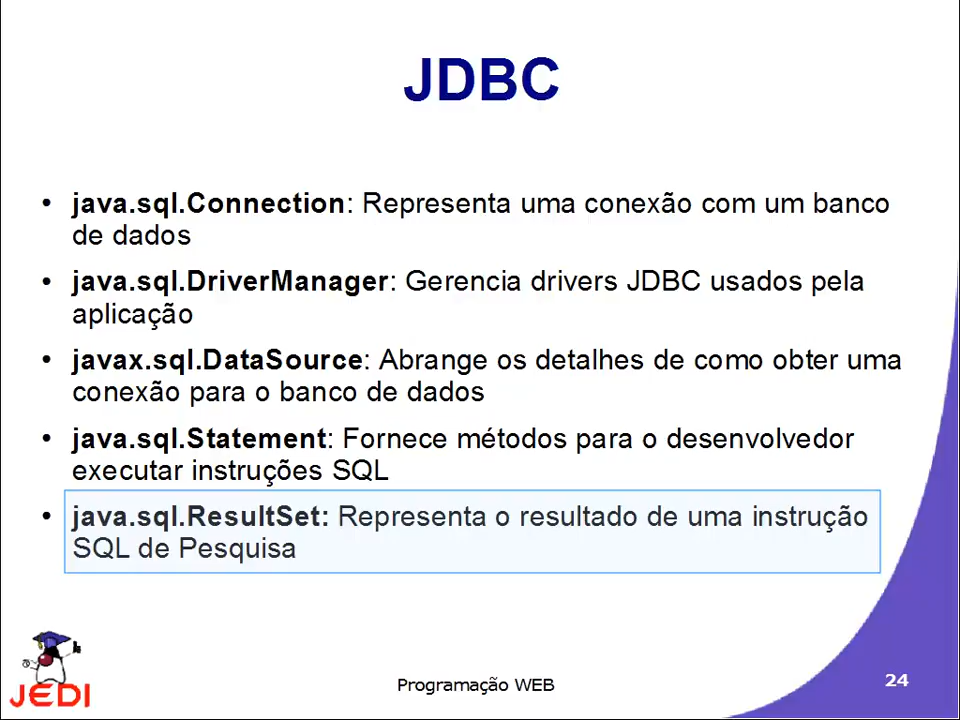 JDBC
• java.sql.Connection: Representa uma conexão com um banco
de dados
• java.sql.DriverManager: Gerencia drivers JDBC usados pela
aplicação
• javax.sql.DataSource: Abrange os detalhes de como obter uma
conexão para o banco de dados
• java.sql.Statement: Fornece métodos para o desenvolvedor
executar instruções SQL
• java.sql.ResultSet: Representa o resultado de uma instrução
SQL de Pesquisa
JEDI
Programação WEB
24